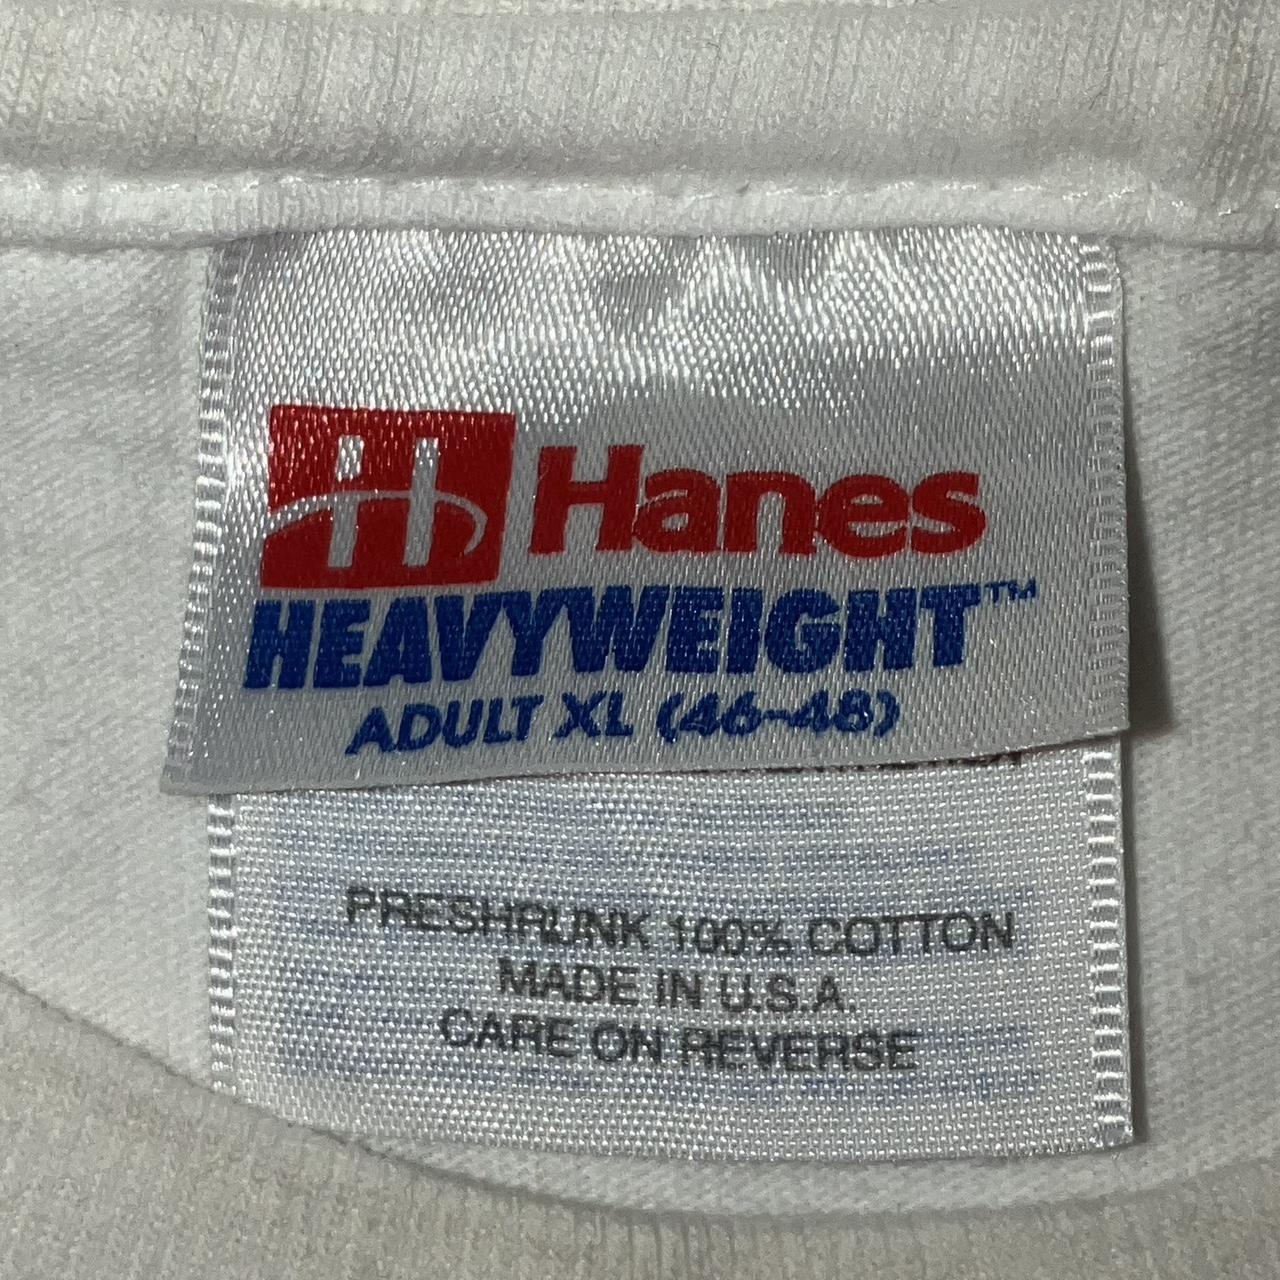 H Hanes
HEAVYWEIGHT™
ADULT XL (46-48)
PRESHRUNK 100% COTTON
MADE IN U.S.A.
CARE ON REVERSE